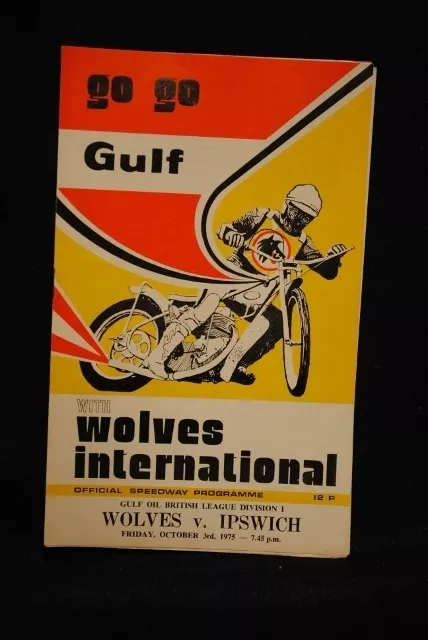 go go
Gulf
WITH
wolves
international
OFFICIAL SPEEDWAY PROGRAMME 12 P
GULF OIL BRITISH LEAGUE DIVISION 1
WOLVES v. IPSWICH
FRIDAY, OCTOBER 3rd, 1975 — 7.45 p.m.